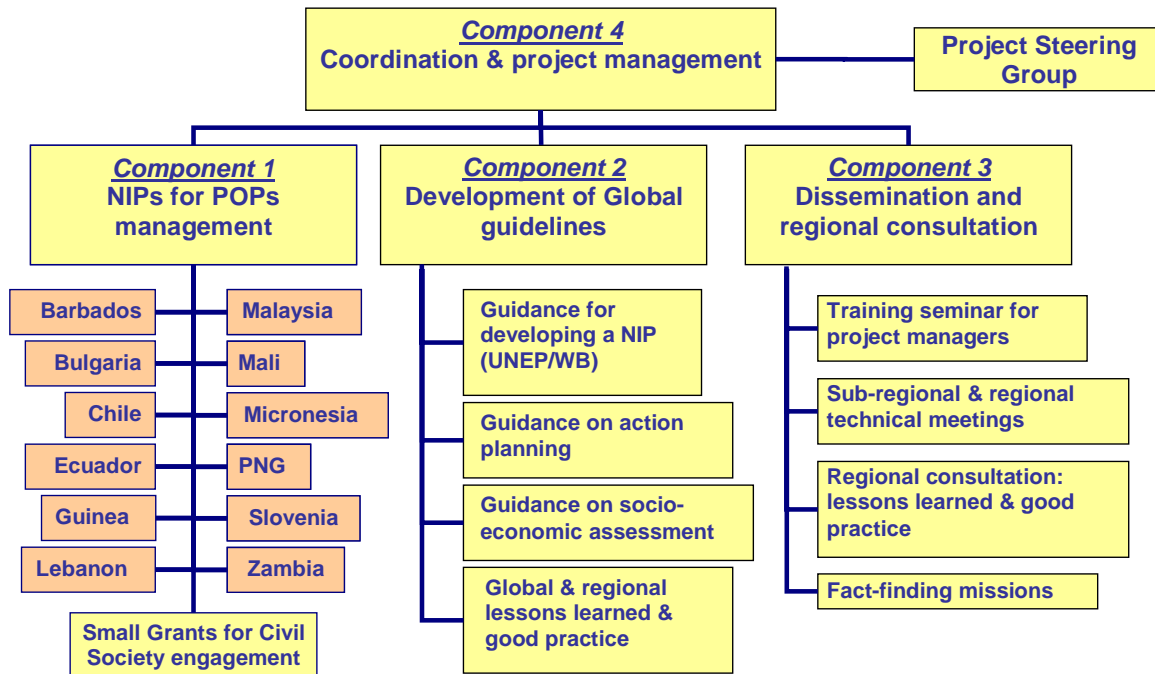 Component 4
Coordination & project management
Project Steering
Group
Component 1
NIPs for POPs
management
Barbados
Malaysia
Bulgaria
Mali
Chile
Micronesia
Ecuador
PNG
Guinea
Slovenia
Lebanon
Zambia
Small Grants for Civil
Society engagement
Component 2
Development of Global
guidelines
Guidance for
developing a NIP
(UNEP/WB)
Guidance on action
planning
Guidance on socio-
economic assessment
Global & regional
lessons learned &
good practice
Component 3
Dissemination and
regional consultation
Training seminar for
project managers
Sub-regional & regional
technical meetings
Regional consultation:
lessons learned & good
practice
Fact-finding missions